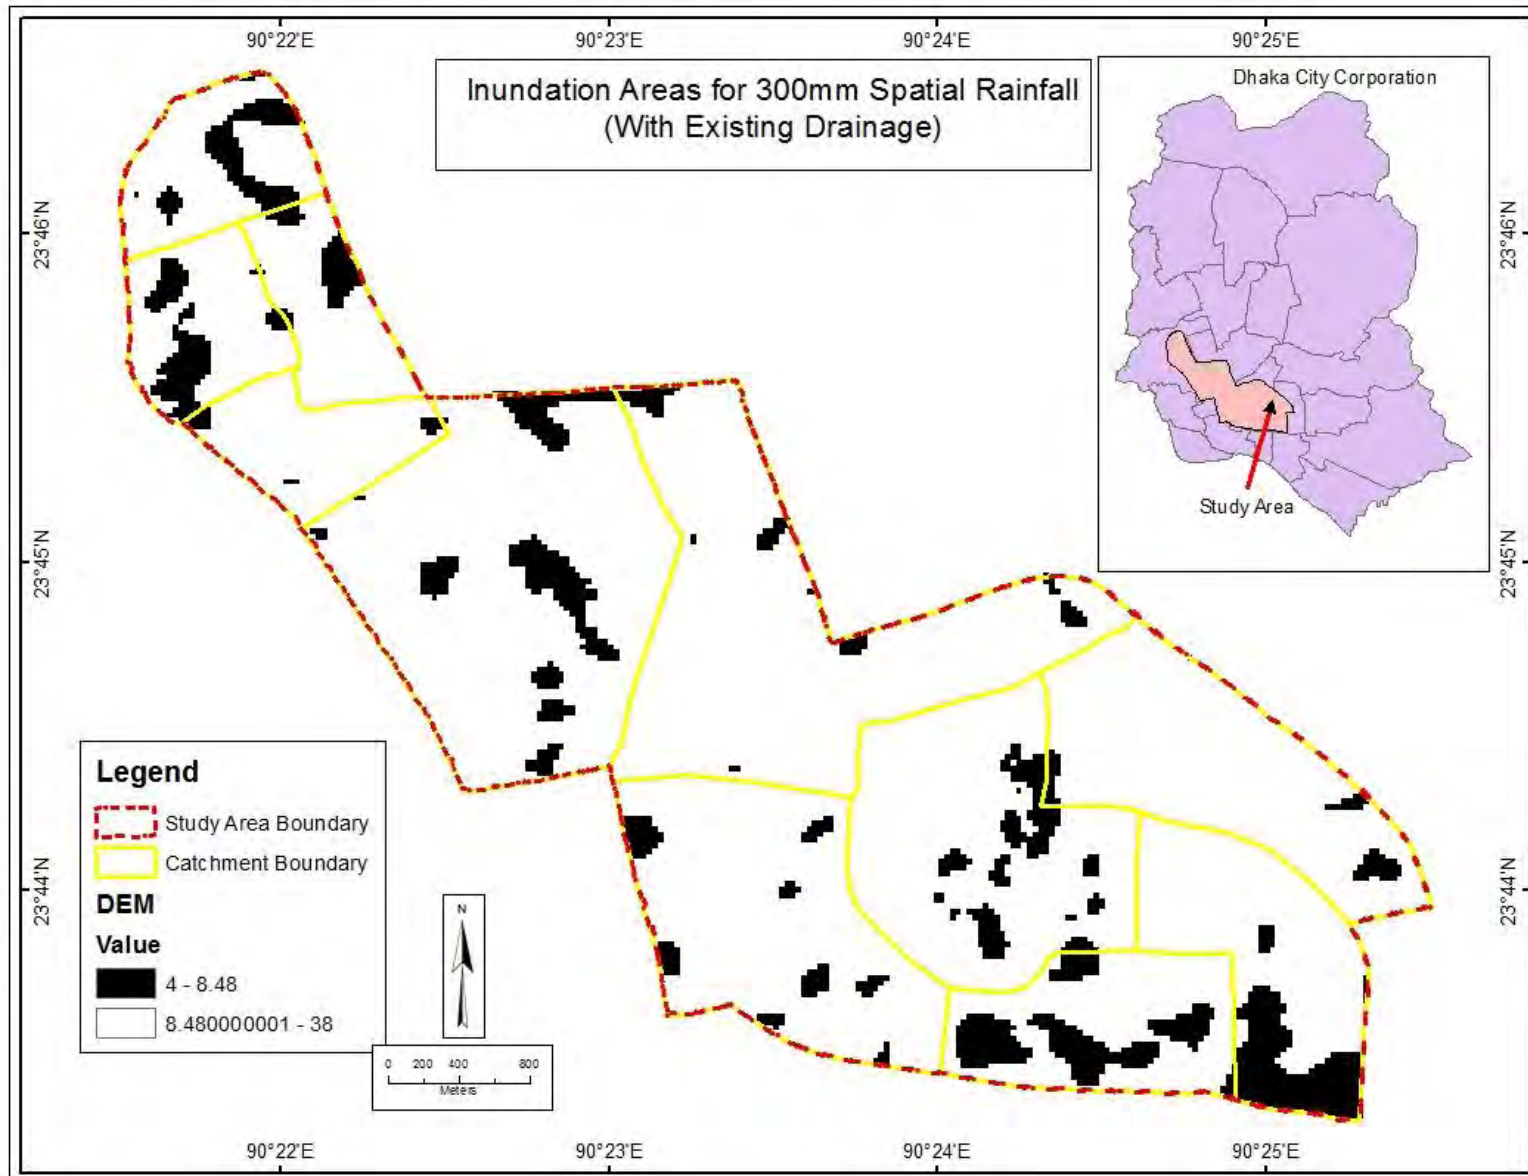 90°22'E 90°23'E 90°24'E 90°25'E
Inundation Areas for 300mm Spatial Rainfall
(With Existing Drainage)
Dhaka City Corporation
Study Area
23°46'N 23°46'N
23°45'N 23°45'N
23°44'N 23°44'N
Legend
Study Area Boundary
Catchment Boundary
DEM
Value
4 - 8.48
8.480000001 - 38
N
0 200 400 800
Meters
90°22'E 90°23'E 90°24'E 90°25'E